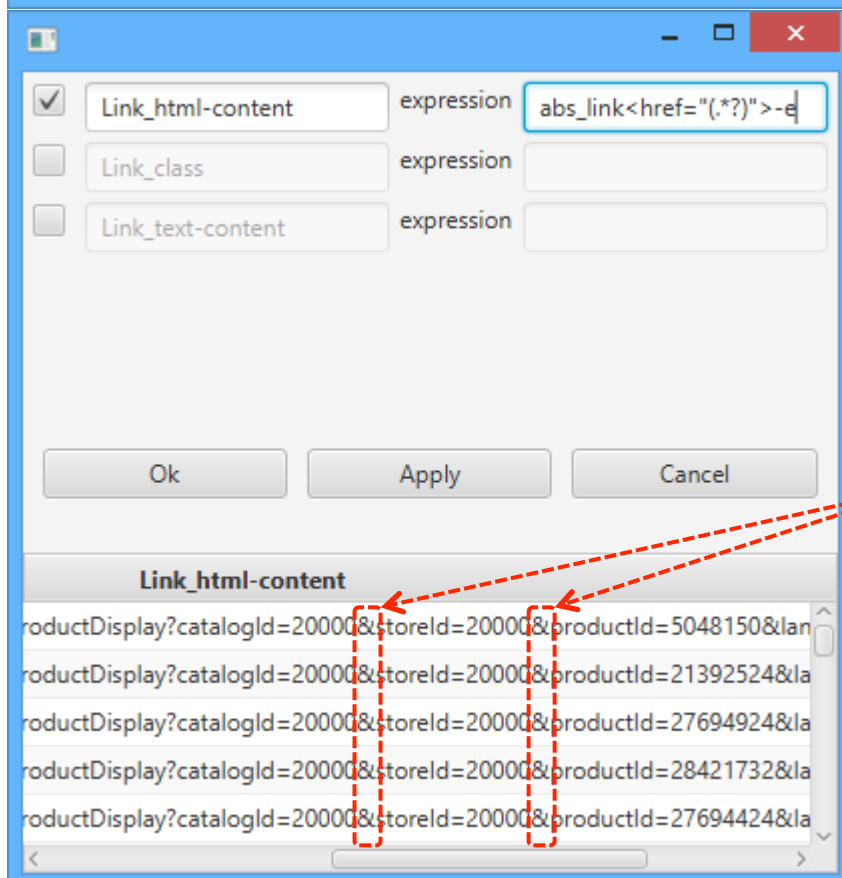 Link_html-content expression abs_link<href="(.*?)">-e
Link_class expression
Link_text-content expression
Ok Apply Cancel
Link_html-content
roductDisplay?catalogId=20000&storeId=20000&productId=5048150&lan
roductDisplay?catalogId=20000&storeId=20000&productId=21392524&la
roductDisplay?catalogId=20000&storeId=20000&productId=27694924&la
roductDisplay?catalogId=20000&storeId=20000&productId=28421732&la
roductDisplay?catalogId=20000&storeId=20000&productId=27694424&la